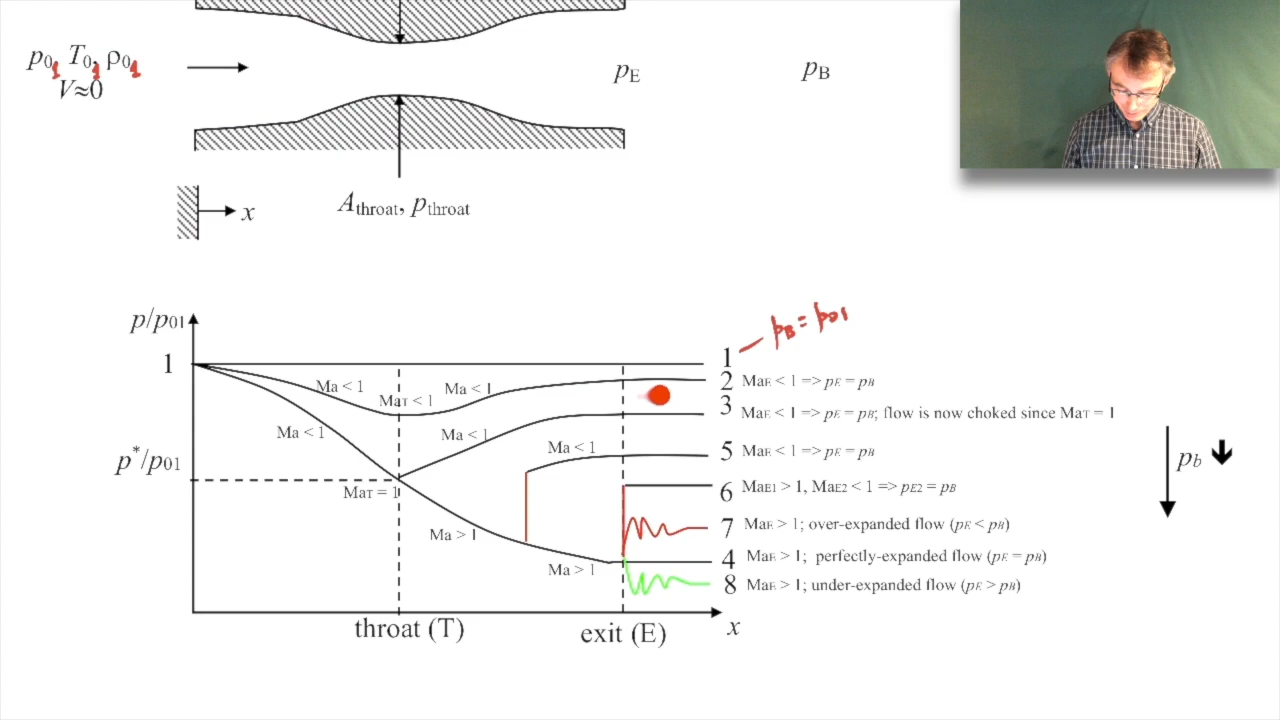 p01, T01, ρ01
V≈0
pE
pB
x
Athroat, pthroat
p/p01
pB = p01
1
1
Ma < 1
Ma < 1
2 MaE < 1 => pE = pB
MaT < 1
3 MaE < 1 => pE = pB; flow is now choked since MaT = 1
Ma < 1
Ma < 1
Ma < 1
5 MaE < 1 => pE = pB
p*/p01
pb
MaT = 1
6 MaE1 > 1, MaE2 < 1 => pE2 = pB
7 MaE > 1; over-expanded flow (pE < pB)
Ma > 1
4 MaE > 1; perfectly-expanded flow (pE = pB)
Ma > 1
8 MaE > 1; under-expanded flow (pE > pB)
throat (T)
exit (E)
x